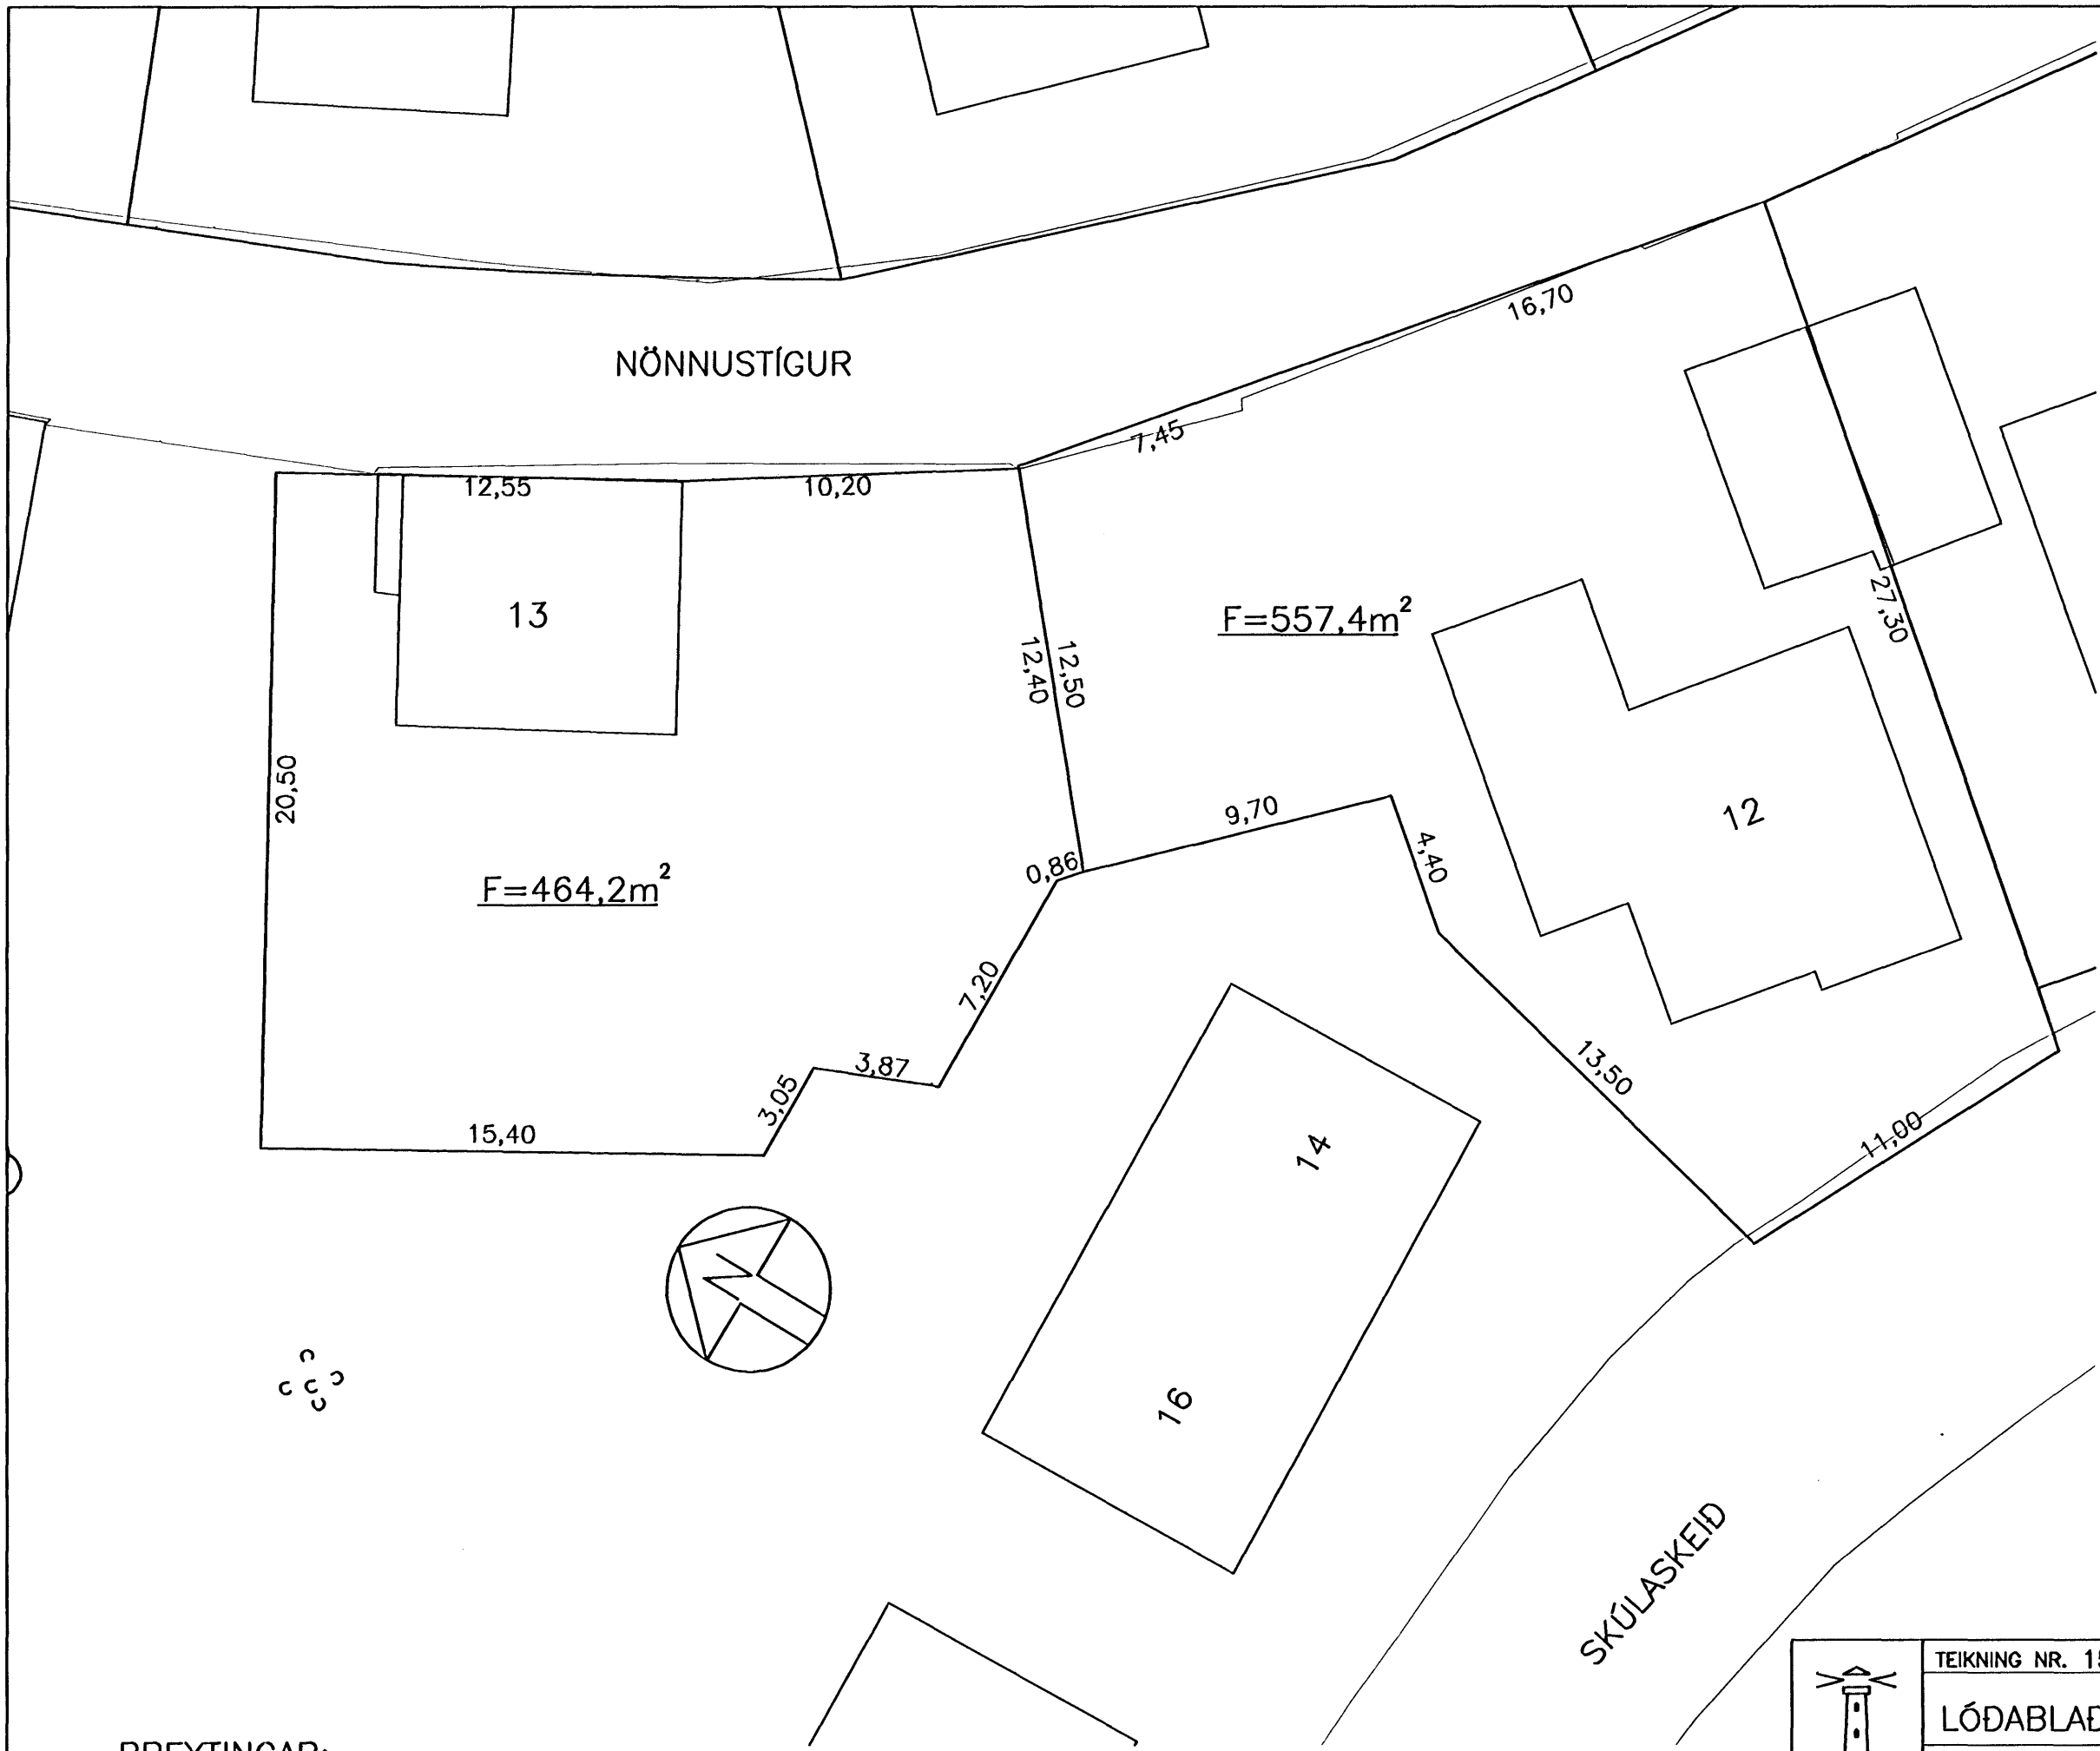 16,70
NÖNNUSTÍGUR
7,45
12,55
10,20
13
F=557,4m²
27,30
12,40
12,50
20,50
9,70
12
4,40
0,86
F=464,2m²
7,20
3,87
13,50
3,05
15,40
11,00
14
N
16
SKÚLASKEIÐ
TEIKNING NR. 15
LÓÐABLAÐ
BREYTINGAR: